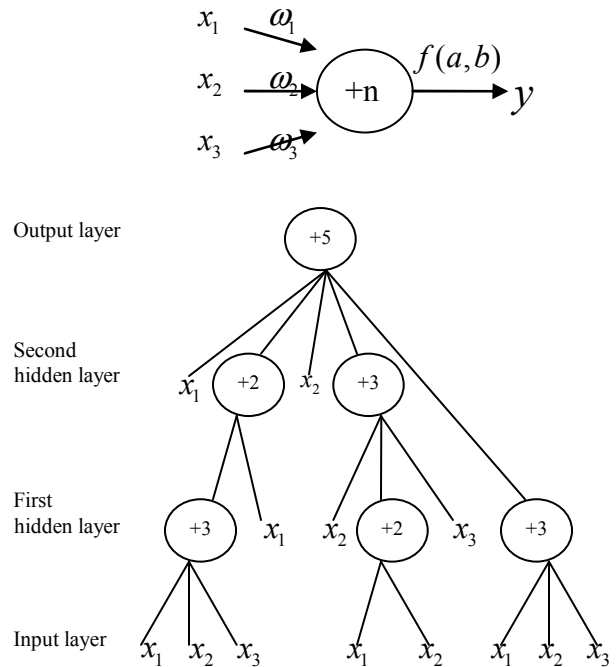 x₁ ω₁
f(a,b)
x₂ ω₂ +n y
x₃ ω₃
Output layer +5
Second
hidden layer x₁ +2 x₂ +3
First
hidden layer +3 x₁ x₂ +2 x₃ +3
Input layer x₁ x₂ x₃ x₁ x₂ x₁ x₂ x₃